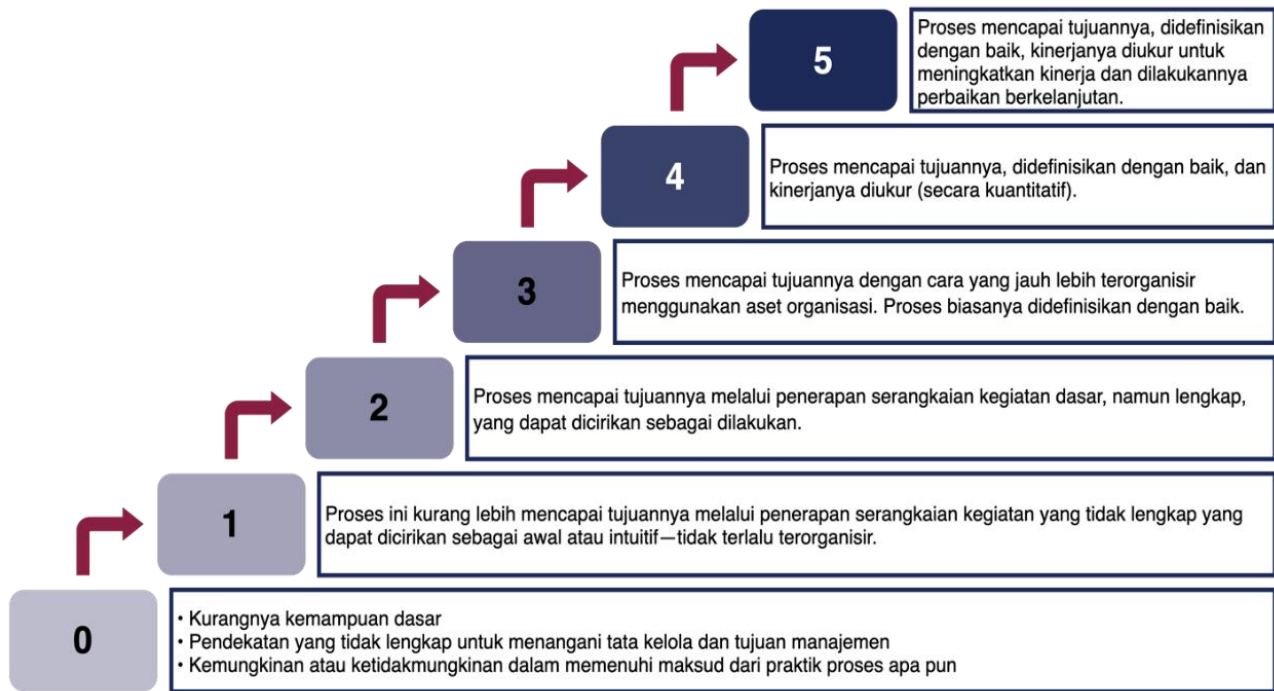 5
Proses mencapai tujuannya, didefinisikan
dengan baik, kinerjanya diukur untuk
meningkatkan kinerja dan dilakukannya
perbaikan berkelanjutan.
4
Proses mencapai tujuannya, didefinisikan dengan baik, dan
kinerjanya diukur (secara kuantitatif).
3
Proses mencapai tujuannya dengan cara yang jauh lebih terorganisir
menggunakan aset organisasi. Proses biasanya didefinisikan dengan baik.
2
Proses mencapai tujuannya melalui penerapan serangkaian kegiatan dasar, namun lengkap,
yang dapat dicirikan sebagai dilakukan.
1
Proses ini kurang lebih mencapai tujuannya melalui penerapan serangkaian kegiatan yang tidak lengkap yang
dapat dicirikan sebagai awal atau intuitif—tidak terlalu terorganisir.
0
• Kurangnya kemampuan dasar
• Pendekatan yang tidak lengkap untuk menangani tata kelola dan tujuan manajemen
• Kemungkinan atau ketidakmungkinan dalam memenuhi maksud dari praktik proses apa pun